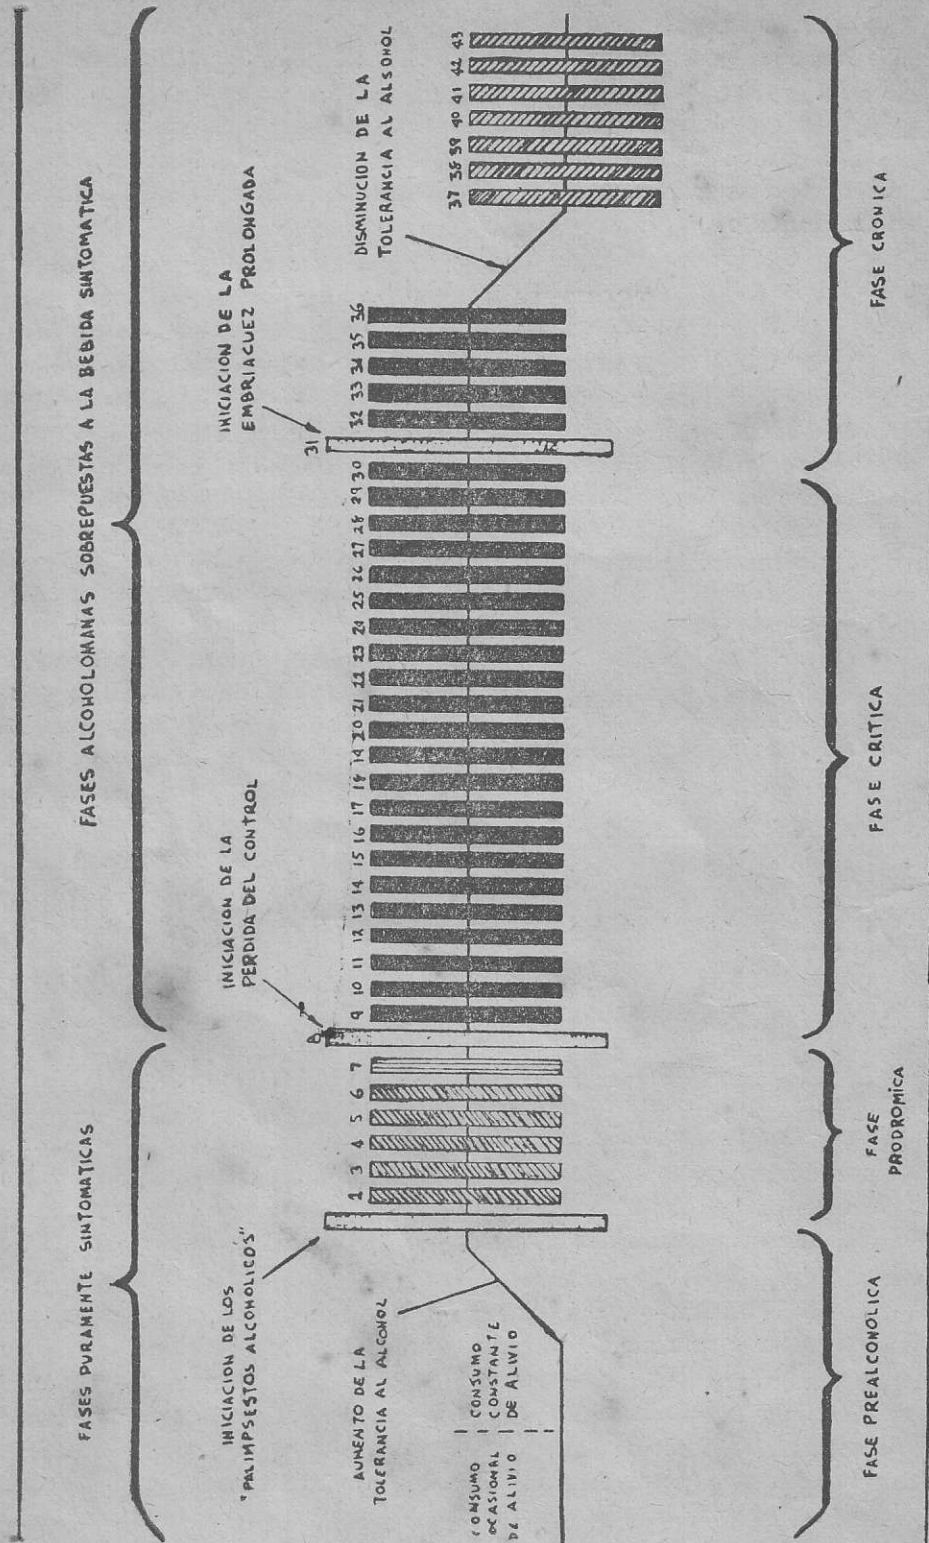 FASES PURAMENTE SINTOMATICAS
FASES ALCOHOLOMANAS SOBREPUESTAS A LA BEBIDA SINTOMATICA
INICIACION DE LOS
"PALIMPSESTOS ALCOHOLICOS"
INICIACION DE LA
PERDIDA DEL CONTROL
INICIACION DE LA
EMBRIACUEZ PROLONGADA
AUMENTO DE LA
TOLERANCIA AL ALCOHOL
DISMINUCION DE LA
TOLERANCIA AL ALSOHOL
CONSUMO
OCASIONAL
DE ALIVIO
CONSUMO
CONSTANTE
DE ALIVIO
1 3 4 5 6 7 8 9 10 11 12 13 14 15 16 17 18 19 20 21 22 23 24 25 26 27 28 29 30 31 32 33 34 35 36
37 38 39 40 41 42 43
FASE PREALCOHOLICA
FASE
PRODROMICA
FASE CRITICA
FASE CRONICA